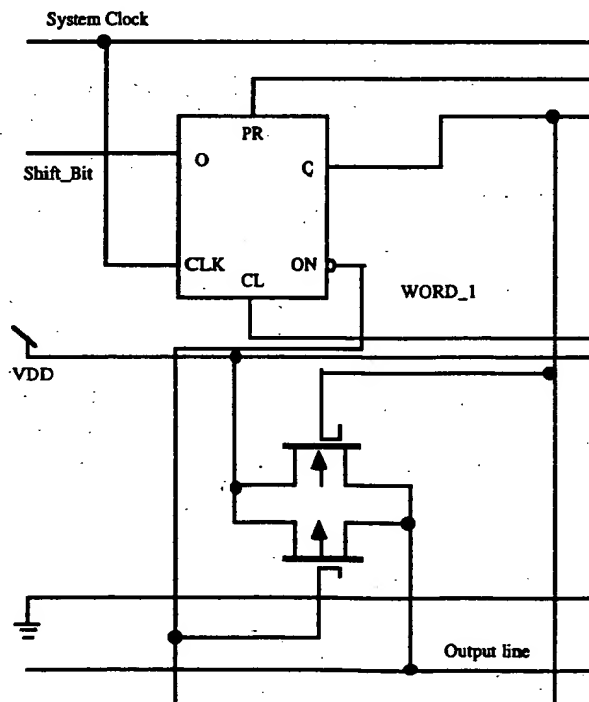 System Clock
PR
O
Shift_Bit
C
CLK
ON
CL
WORD_1
VDD
Output line